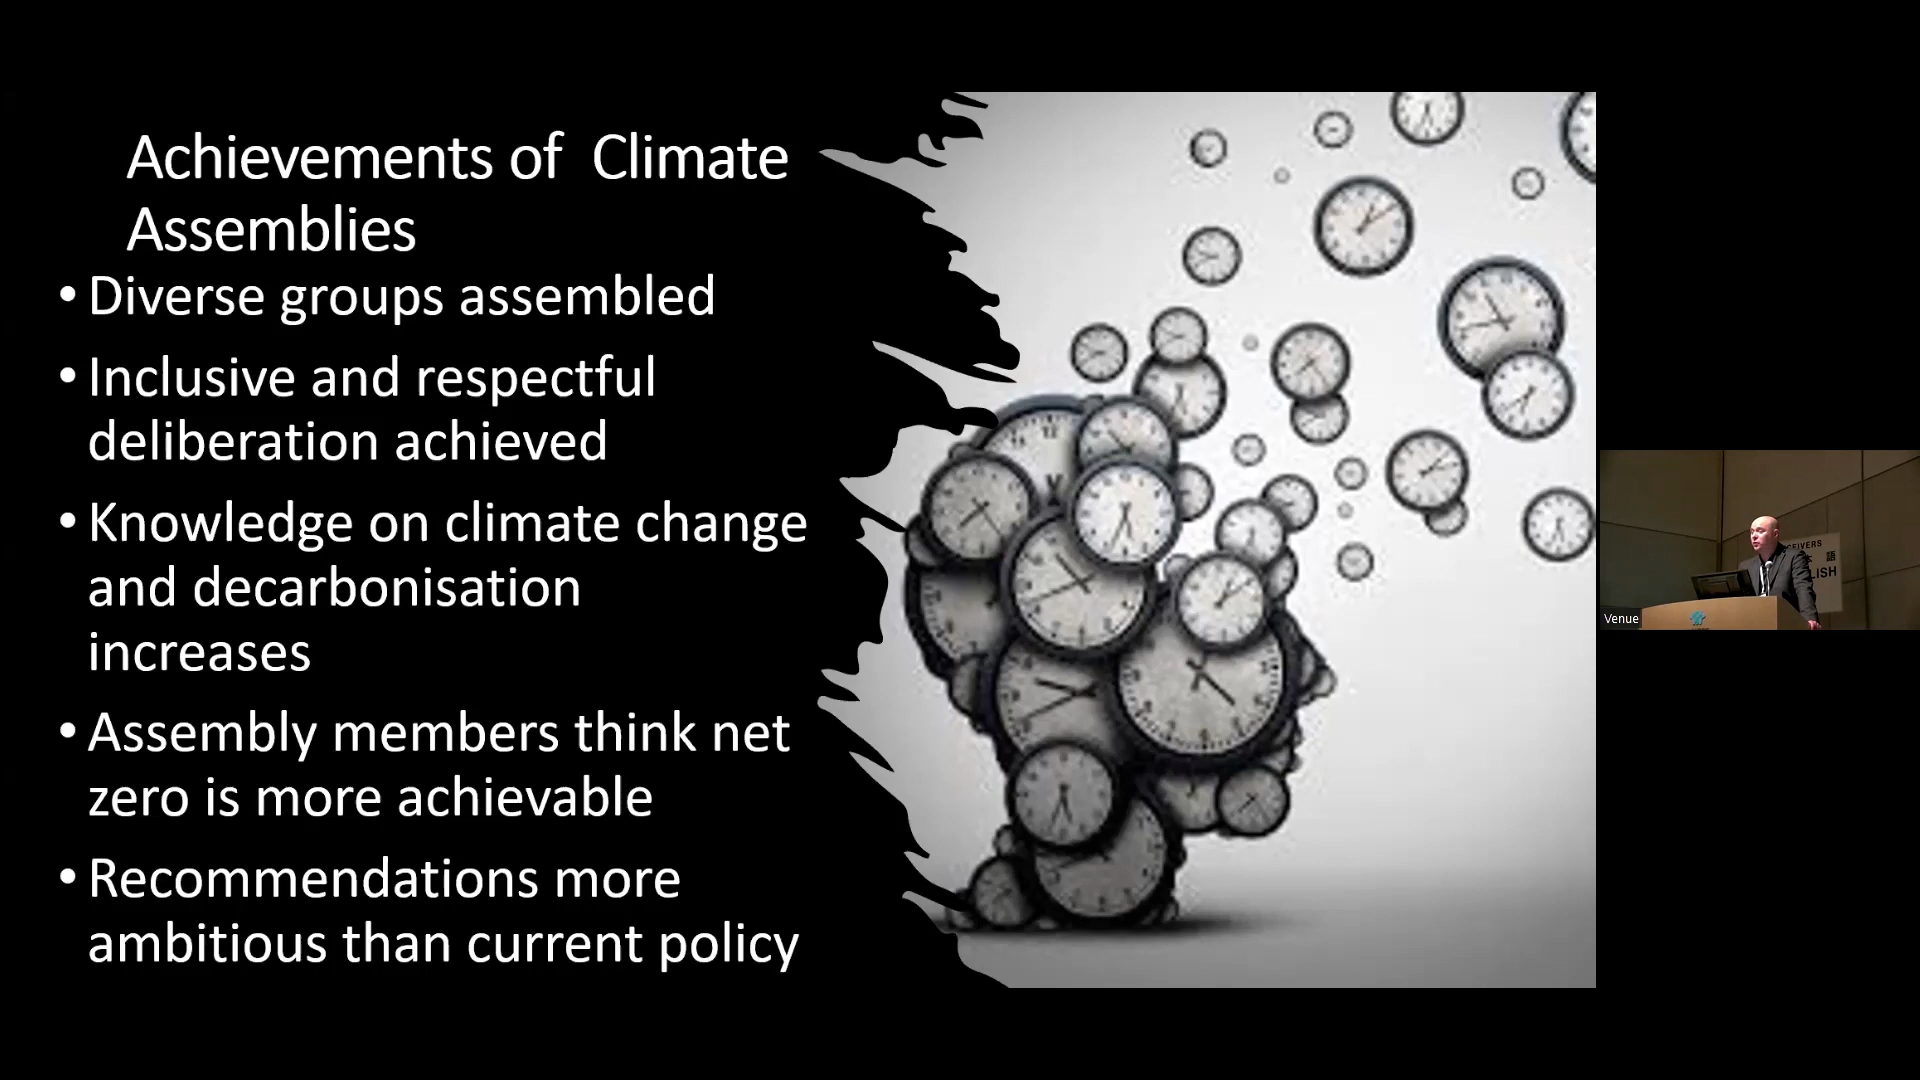 Achievements of  Climate
Assemblies
• Diverse groups assembled
• Inclusive and respectful
deliberation achieved
• Knowledge on climate change
and decarbonisation
increases
• Assembly members think net
zero is more achievable
• Recommendations more
ambitious than current policy
語
Venue